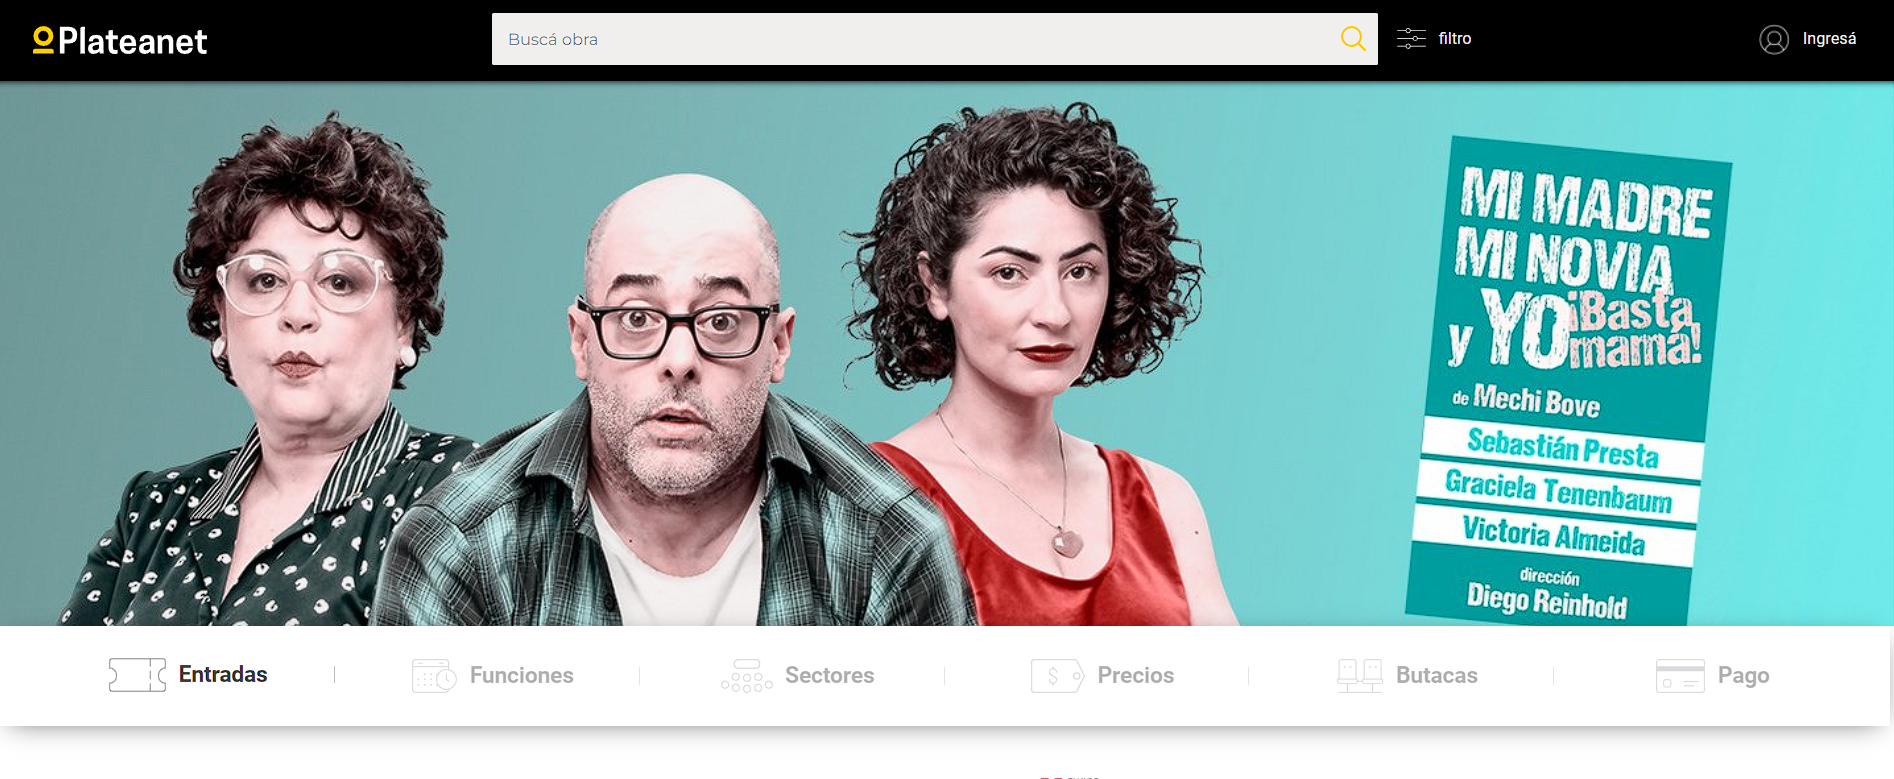 Plateanet
Buscá obra
filtro
Ingresá
MI MADRE
MI NOVIA
y YO ¡Basta
mamá!
de Mechi Bove
Sebastián Presta
Graciela Tenenbaum
Victoria Almeida
dirección
Diego Reinhold
Entradas
Funciones
Sectores
Precios
Butacas
Pago